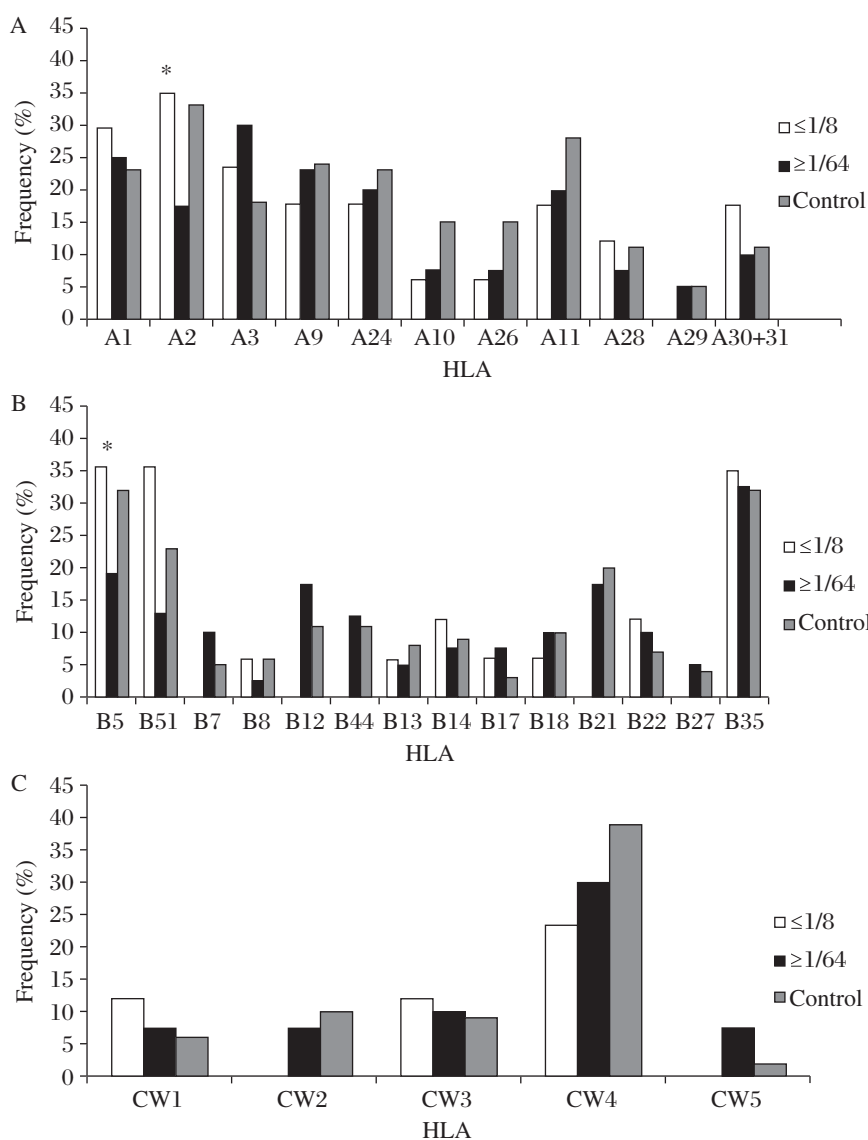 A
45
40
35
30
25
20
15
10
5
0
Frequency (%)
*
A1 A2 A3 A9 A24 A10 A26 A11 A28 A29 A30+31
HLA
≤1/8
≥1/64
Control
B
45
40
35
30
25
20
15
10
5
0
Frequency (%)
*
B5 B51 B7 B8 B12 B44 B13 B14 B17 B18 B21 B22 B27 B35
HLA
≤1/8
≥1/64
Control
C
45
40
35
30
25
20
15
10
5
0
Frequency (%)
CW1 CW2 CW3 CW4 CW5
HLA
≤1/8
≥1/64
Control